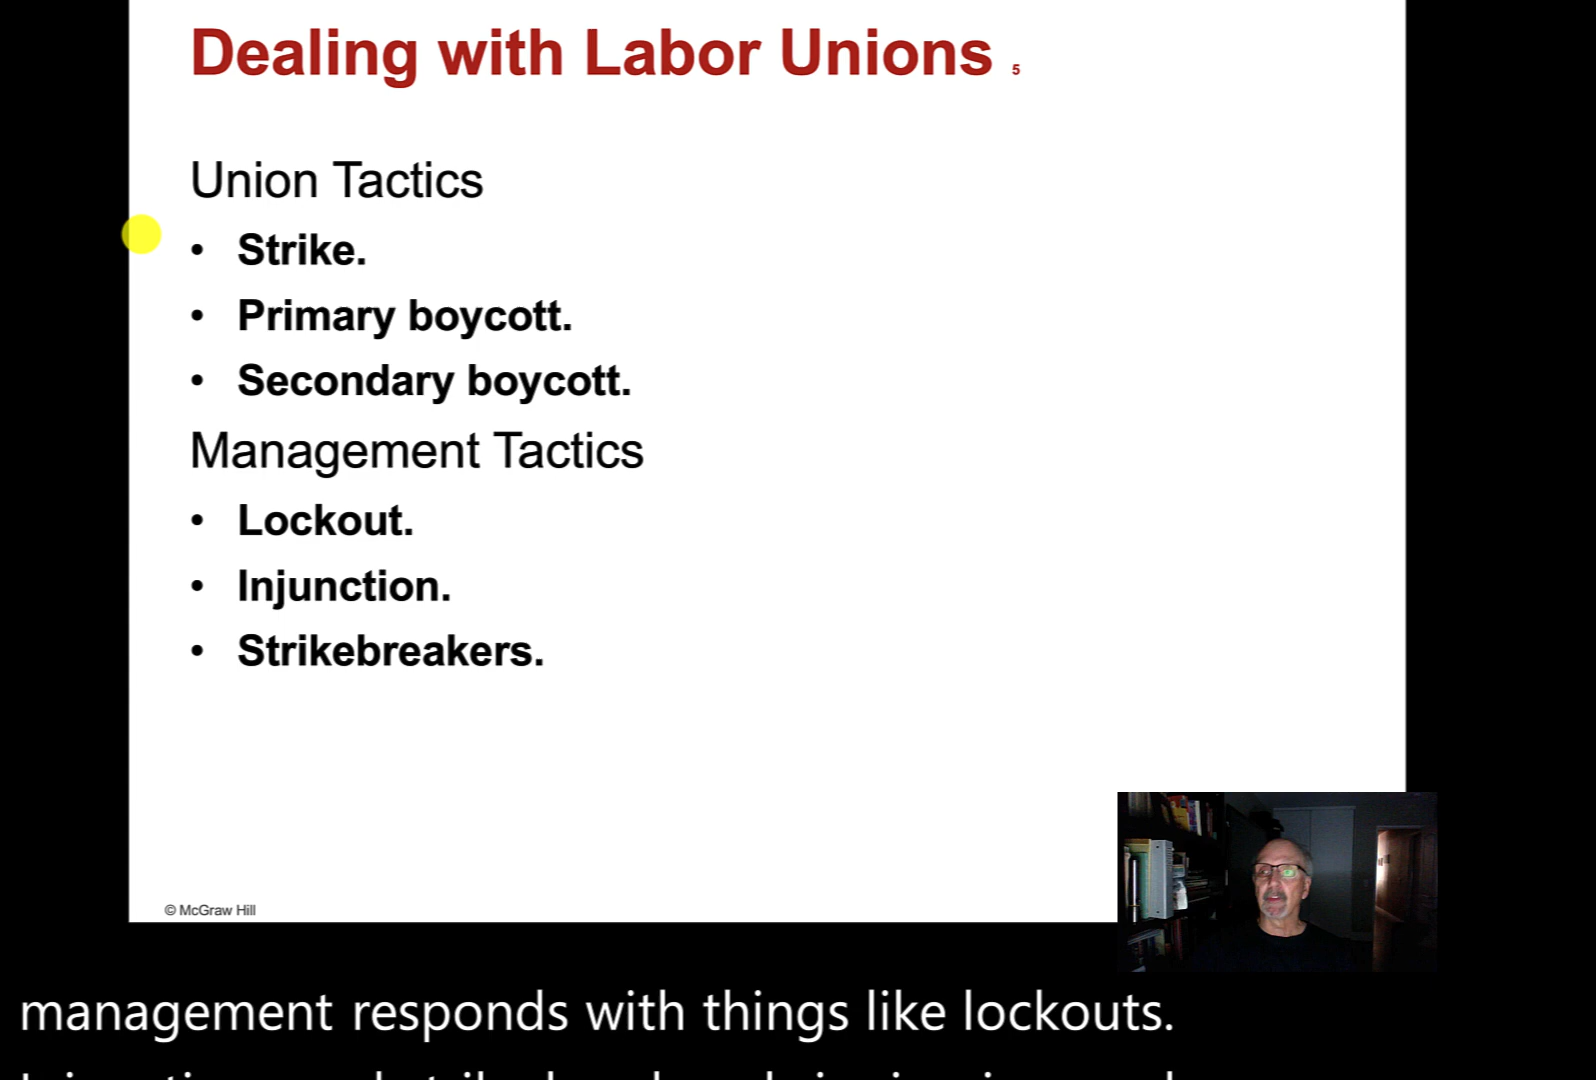 Dealing with Labor Unions 5
Union Tactics
• Strike.
• Primary boycott.
• Secondary boycott.
Management Tactics
• Lockout.
• Injunction.
• Strikebreakers.
© McGraw Hill
management responds with things like lockouts.